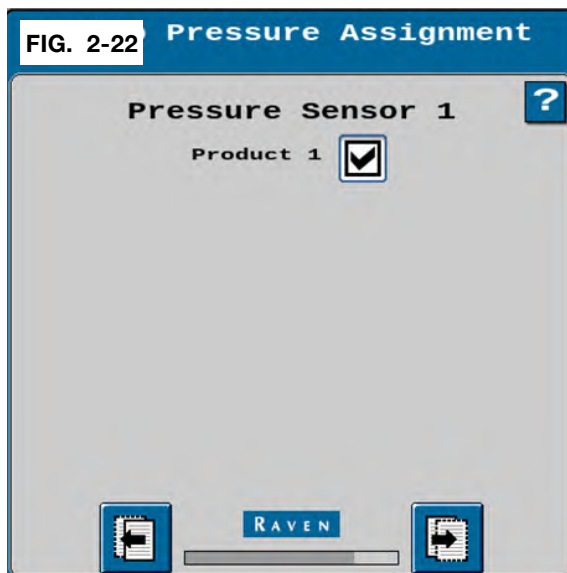 FIG. 2-22
Pressure Assignment
?
Pressure Sensor 1
Product 1
RAVEN